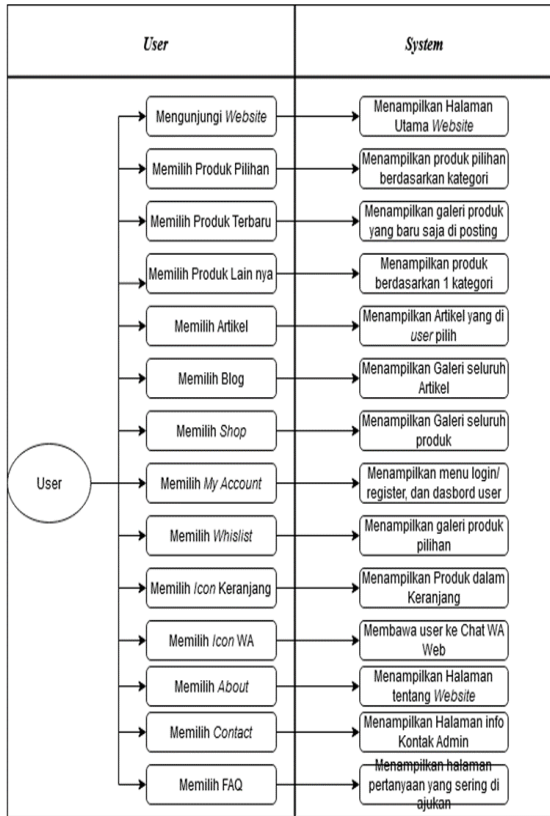 User
System
Mengunjungi Website
Menampilkan Halaman
Utama Website
Memilih Produk Pilihan
Menampilkan produk pilihan
berdasarkan kategori
Memilih Produk Terbaru
Menampilkan galeri produk
yang baru saja di posting
Memilih Produk Lain nya
Menampilkan produk
berdasarkan 1 kategori
Memilih Artikel
Menampilkan Artikel yang di
user pilih
Memilih Blog
Menampilkan Galeri seluruh
Artikel
Memilih Shop
Menampilkan Galeri seluruh
produk
User
Memilih My Account
Menampilkan menu login/
register, dan dasbord user
Memilih Whislist
Menampilkan galeri produk
pilihan
Memilih Icon Keranjang
Menampilkan Produk dalam
Keranjang
Memilih Icon WA
Membawa user ke Chat WA
Web
Memilih About
Menampilkan Halaman
tentang Website
Memilih Contact
Menampilkan Halaman info
Kontak Admin
Memilih FAQ
Menampilkan halaman
pertanyaan yang sering di
ajukan